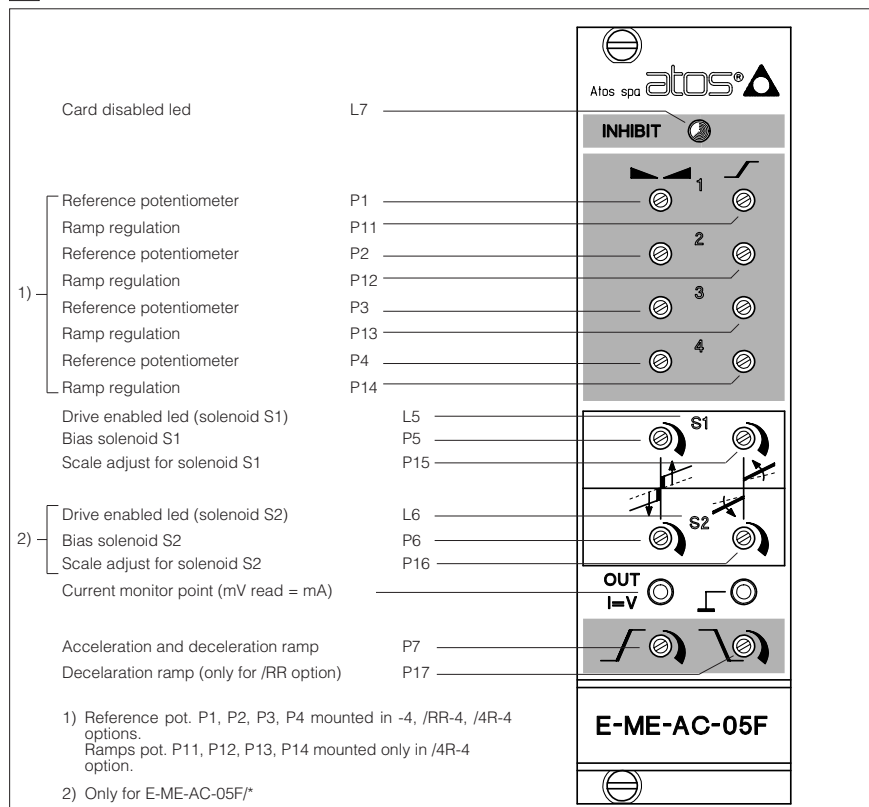 Atos spa atos®
Card disabled led L7
INHIBIT
1
Reference potentiometer P1
Ramp regulation P11
2
Reference potentiometer P2
Ramp regulation P12
1)
3
Reference potentiometer P3
Ramp regulation P13
4
Reference potentiometer P4
Ramp regulation P14
Drive enabled led (solenoid S1) L5
S1
Bias solenoid S1 P5
Scale adjust for solenoid S1 P15
Drive enabled led (solenoid S2) L6
S2
2)
Bias solenoid S2 P6
Scale adjust for solenoid S2 P16
Current monitor point (mV read = mA)
OUT
I=V
Acceleration and deceleration ramp P7
Decelaration ramp (only for /RR option) P17
1) Reference pot. P1, P2, P3, P4 mounted in -4, /RR-4, /4R-4
options.
Ramps pot. P11, P12, P13, P14 mounted only in /4R-4
option.
E-ME-AC-05F
2) Only for E-ME-AC-05F/*